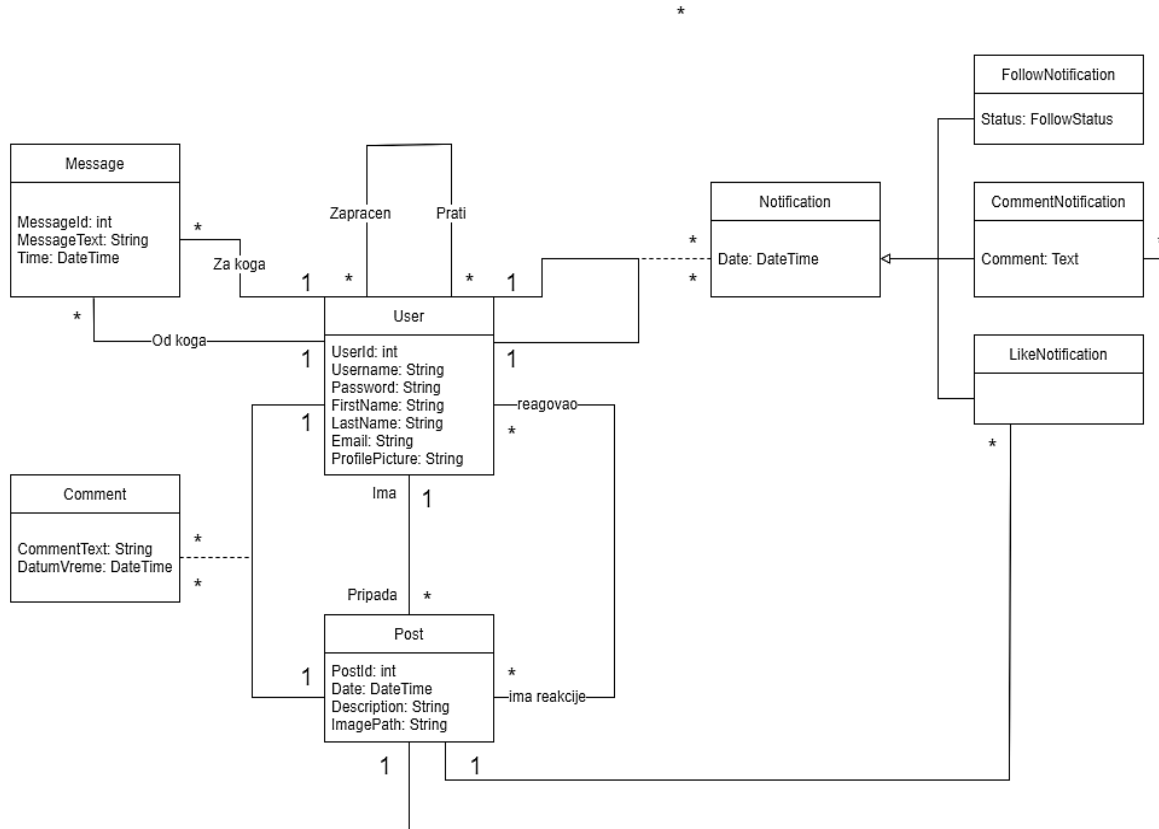 *
FollowNotification
Status: FollowStatus
Message
MessageId: int
MessageText: String
Time: DateTime
*
Za koga
1
Zapracen
Prati
*
*
1
Notification
Date: DateTime
*
*
CommentNotification
Comment: Text
*
*
Od koga
1
User
UserId: int
Username: String
Password: String
FirstName: String
LastName: String
Email: String
ProfilePicture: String
1
1
reagovao
*
LikeNotification
*
Ima
1
Comment
CommentText: String
DatumVreme: DateTime
*
*
Pripada
*
Post
PostId: int
Date: DateTime
Description: String
ImagePath: String
1
*
ima reakcije
1
1